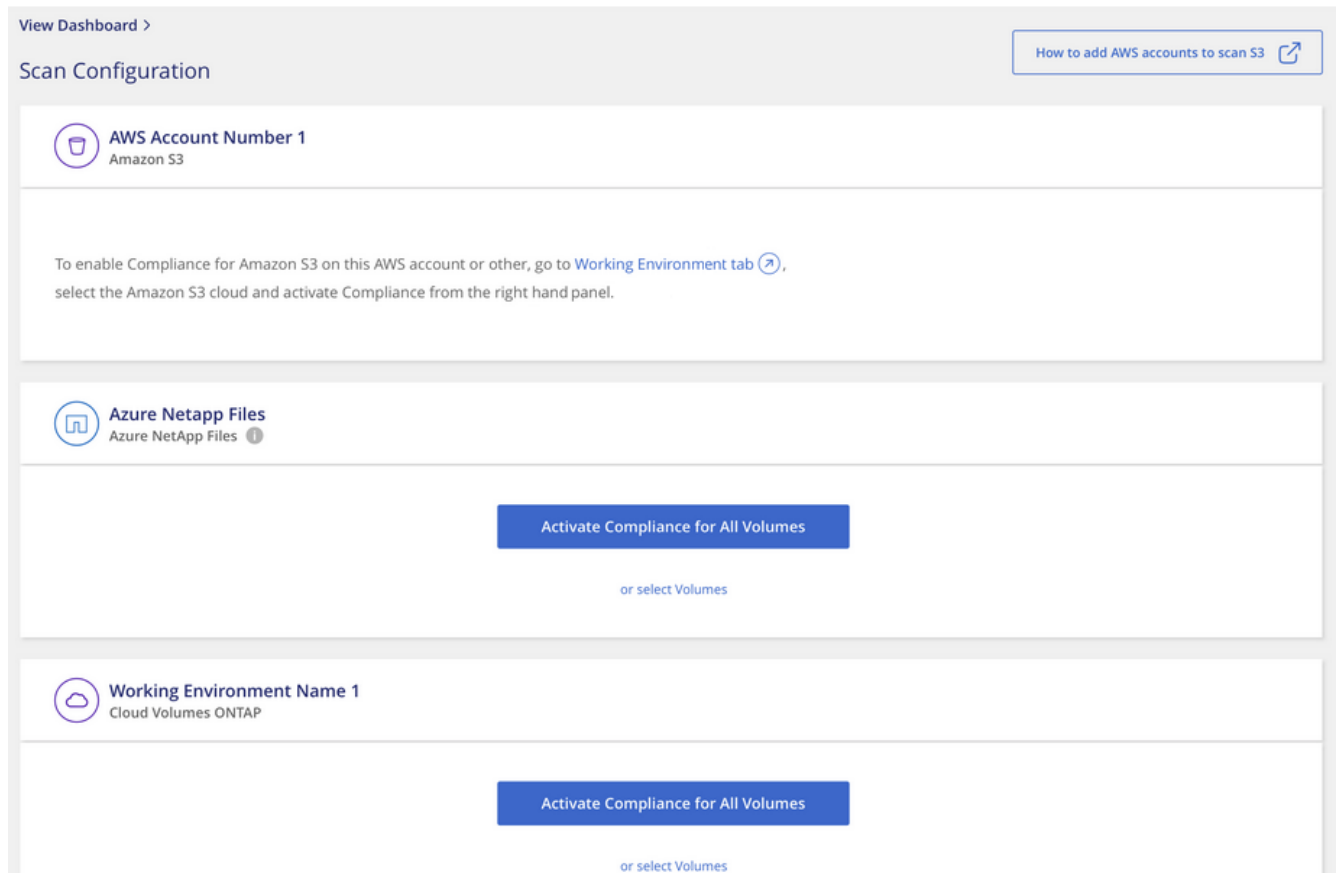 View Dashboard >
How to add AWS accounts to scan S3
Scan Configuration
AWS Account Number 1
Amazon S3
To enable Compliance for Amazon S3 on this AWS account or other, go to Working Environment tab,
select the Amazon S3 cloud and activate Compliance from the right hand panel.
Azure Netapp Files
Azure NetApp Files i
Activate Compliance for All Volumes
or select Volumes
Working Environment Name 1
Cloud Volumes ONTAP
Activate Compliance for All Volumes
or select Volumes